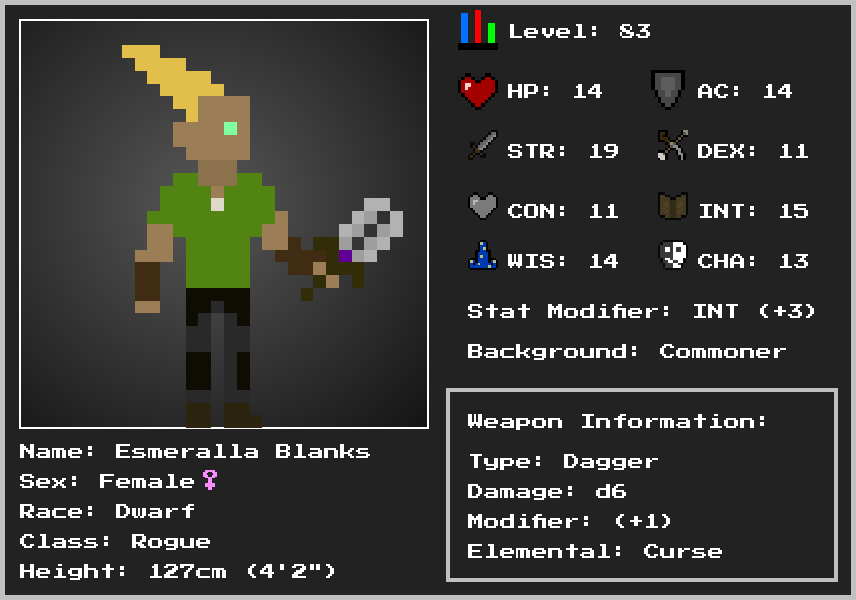 Level: 83
HP: 14 AC: 14
STR: 19 DEX: 11
CON: 11 INT: 15
WIS: 14 CHA: 13
Stat Modifier: INT (+3)
Background: Commoner
Weapon Information:
Type: Dagger
Damage: d6
Modifier: (+1)
Elemental: Curse
Name: Esmeralla Blanks
Sex: Female♀
Race: Dwarf
Class: Rogue
Height: 127cm (4'2")